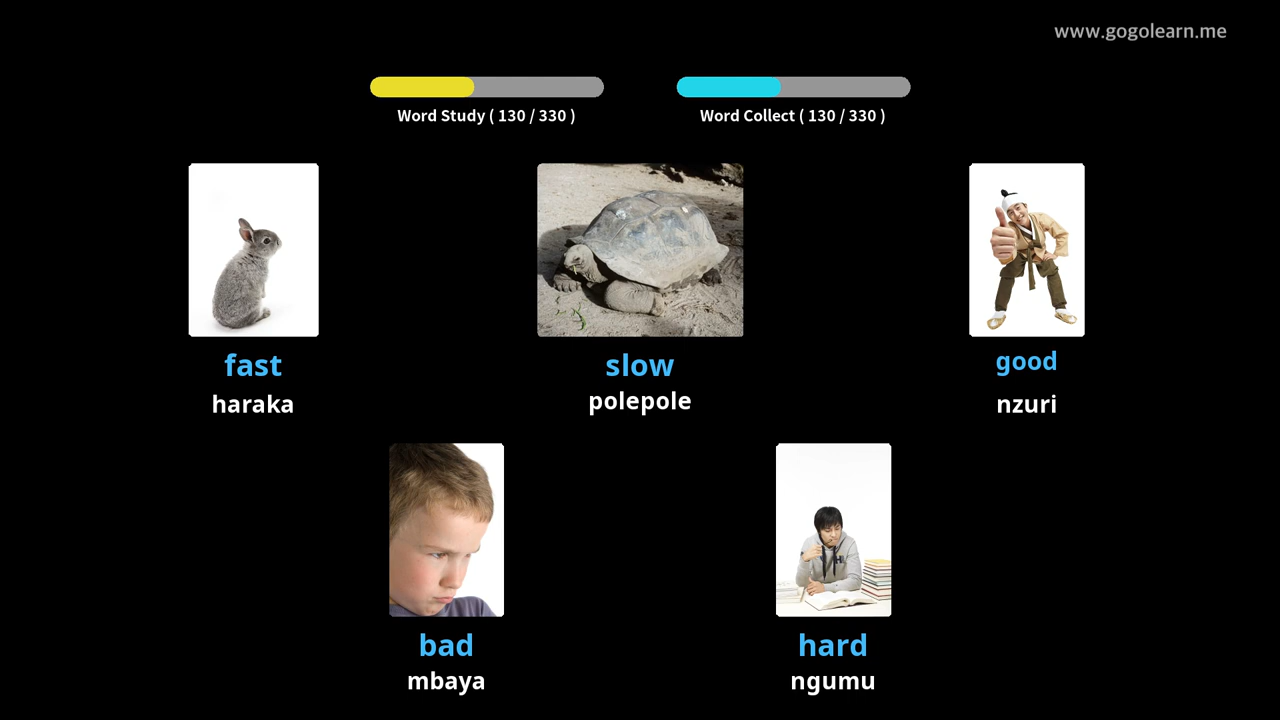 www.gogolearn.me
Word Study ( 130 / 330 )
Word Collect ( 130 / 330 )
fast
haraka
slow
polepole
good
nzuri
bad
mbaya
hard
ngumu